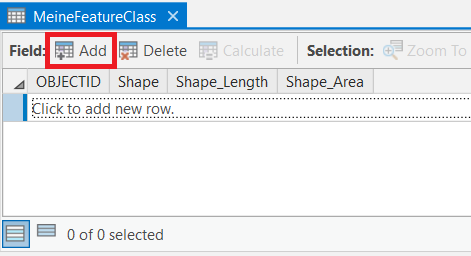 MeineFeatureClass
Field: Add Delete Calculate Selection: Zoom To
OBJECTID Shape Shape_Length Shape_Area
Click to add new row.
0 of 0 selected